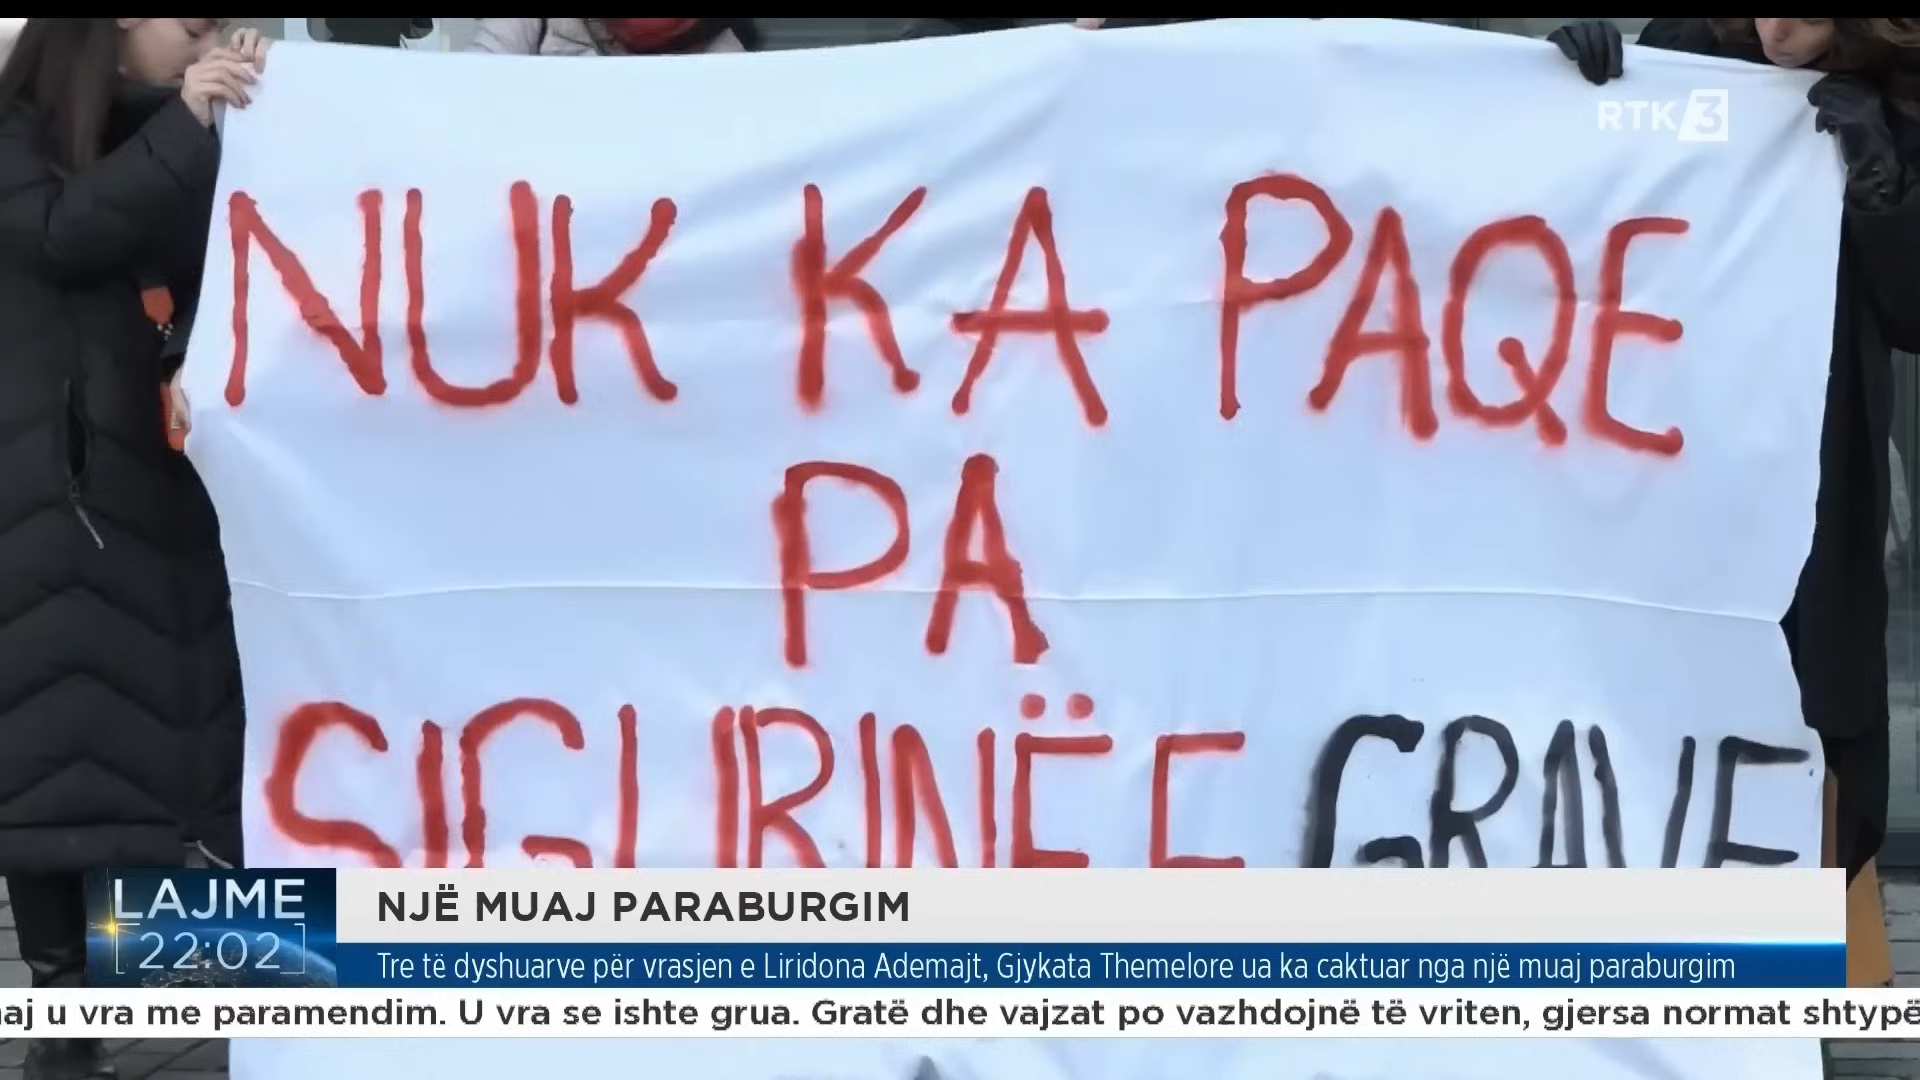 RTK 3
NUK KA PAQE
PA
SIGURINË E GRAVE
LAJME
22:02
NJË MUAJ PARABURGIM
Tre të dyshuarve për vrasjen e Liridona Ademajt, Gjykata Themelore ua ka caktuar nga një muaj paraburgim
u vra me paramendim. U vra se ishte grua. Gratë dhe vajzat po vazhdojnë të vriten, gjersa normat